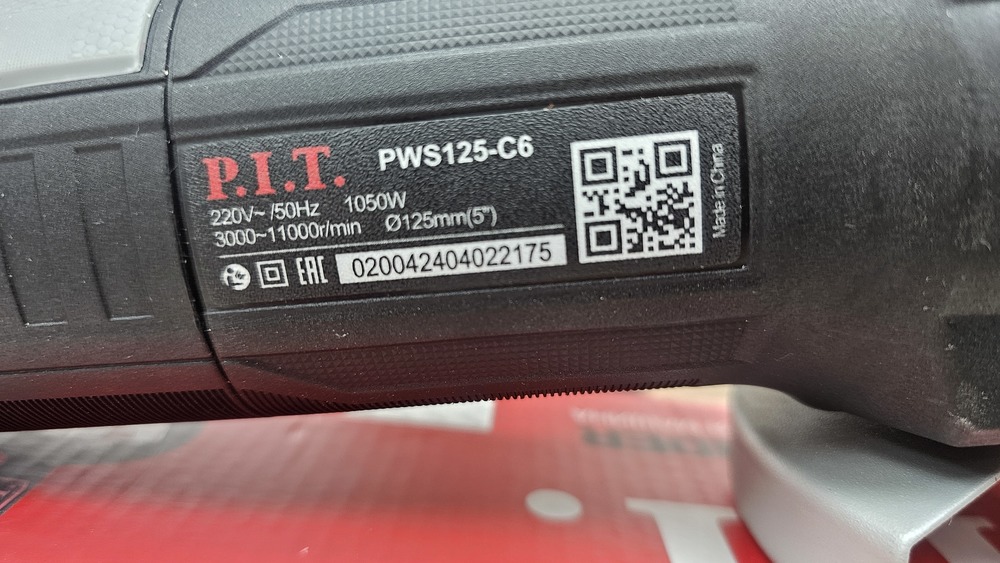 P.I.T. PWS125-C6
220V~ /50Hz 1050W
3000~11000r/min Ø125mm(5")
EAC 020042404022175
Made in China